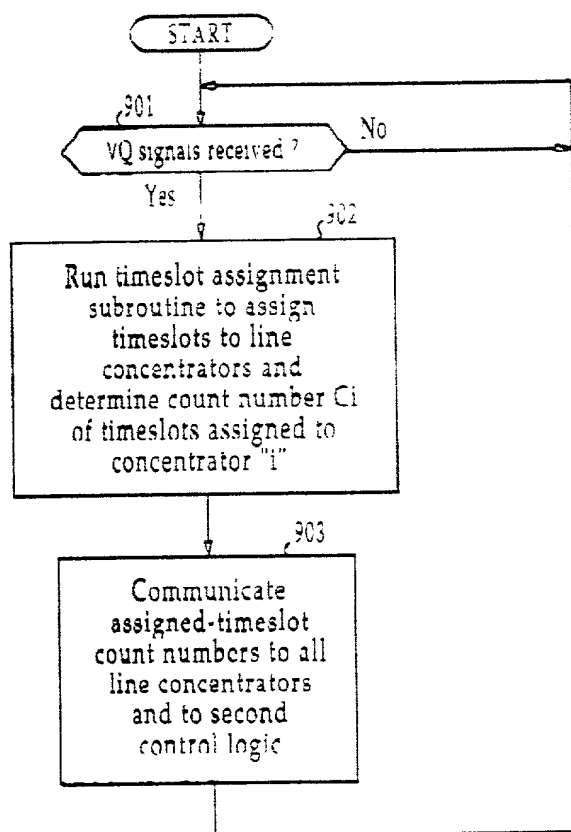 START
901
VQ signals received ?
No
Yes
902
Run timeslot assignment
subroutine to assign
timeslots to line
concentrators and
determine count number Ci
of timeslots assigned to
concentrator "i"
903
Communicate
assigned-timeslot
count numbers to all
line concentrators
and to second
control logic